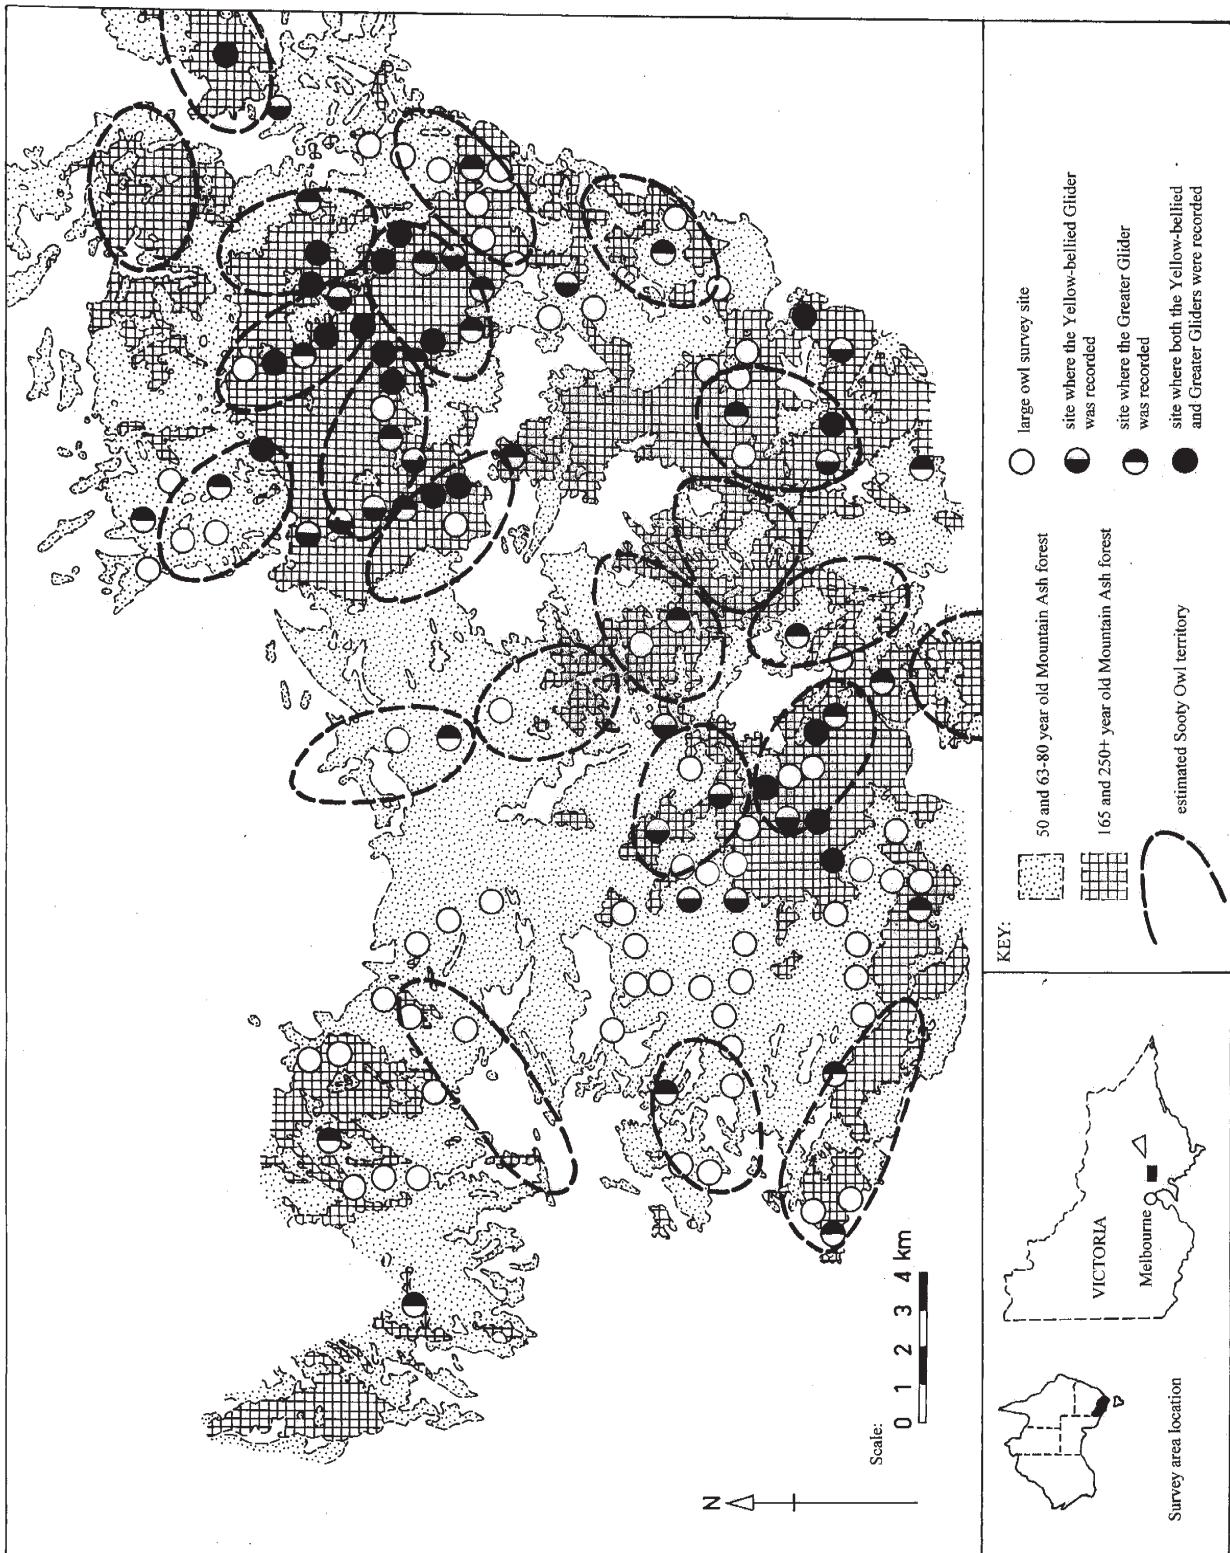 N
Scale:
0 1 2 3 4 km
Survey area location
VICTORIA
Melbourne
KEY:
50 and 63-80 year old Mountain Ash forest
165 and 250+ year old Mountain Ash forest
estimated Sooty Owl territory
large owl survey site
site where the Yellow-bellied Glider
was recorded
site where the Greater Glider
was recorded
site where both the Yellow-bellied
and Greater Gliders were recorded